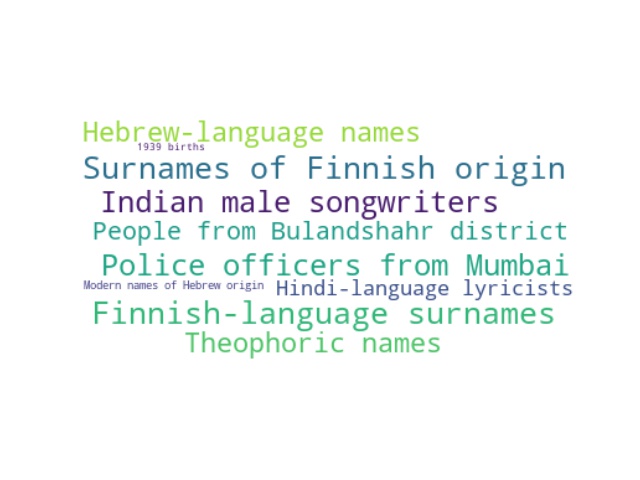 Hebrew-language names
1939 births
Surnames of Finnish origin
Indian male songwriters
People from Bulandshahr district
Police officers from Mumbai
Modern names of Hebrew origin
Hindi-language lyricists
Finnish-language surnames
Theophoric names